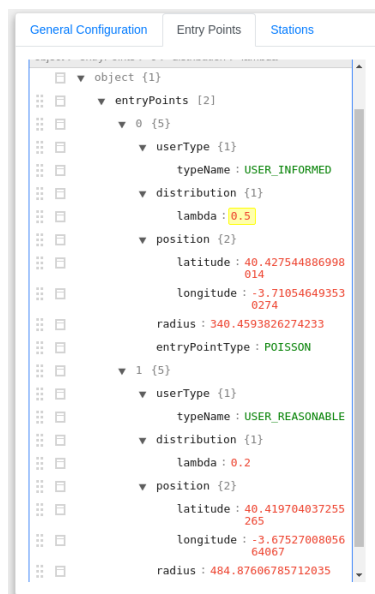 General Configuration Entry Points Stations
object {1}
entryPoints [2]
0 {5}
userType {1}
typeName : USER_INFORMED
distribution {1}
lambda : 0.5
position {2}
latitude : 40.427544886998
014
longitude : -3.71054649353
0274
radius : 340.4593826274233
entryPointType : POISSON
1 {5}
userType {1}
typeName : USER_REASONABLE
distribution {1}
lambda : 0.2
position {2}
latitude : 40.419704037255
265
longitude : -3.67527008056
64067
radius : 484.87606785712035